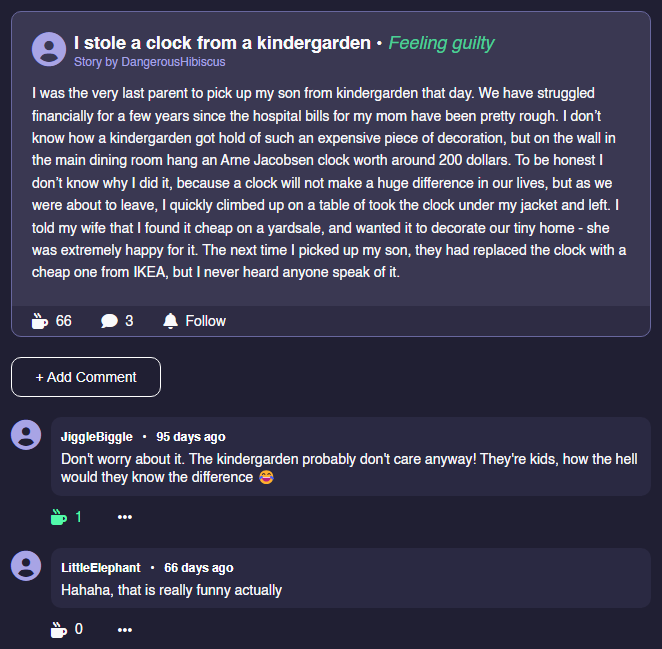 I stole a clock from a kindergarden • Feeling guilty
Story by DangerousHibiscus
I was the very last parent to pick up my son from kindergarden that day. We have struggled
financially for a few years since the hospital bills for my mom have been pretty rough. I don't
know how a kindergarden got hold of such an expensive piece of decoration, but on the wall in
the main dining room hang an Arne Jacobsen clock worth around 200 dollars. To be honest I
don't know why I did it, because a clock will not make a huge difference in our lives, but as we
were about to leave, I quickly climbed up on a table of took the clock under my jacket and left. I
told my wife that I found it cheap on a yardsale, and wanted it to decorate our tiny home - she
was extremely happy for it. The next time I picked up my son, they had replaced the clock with a
cheap one from IKEA, but I never heard anyone speak of it.
66 3 Follow
+ Add Comment
JiggleBiggle • 95 days ago
Don't worry about it. The kindergarden probably don't care anyway! They're kids, how the hell
would they know the difference 😂
1 •••
LittleElephant • 66 days ago
Hahaha, that is really funny actually
0 •••